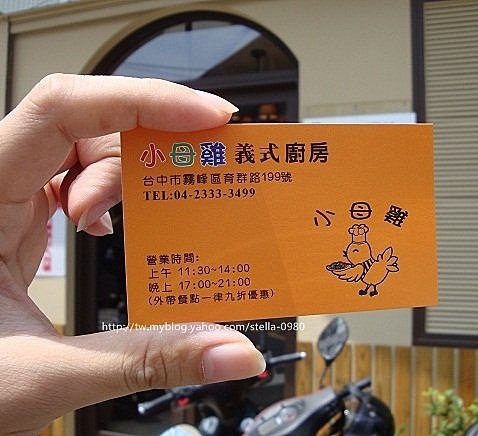 小母雞 義式廚房
台中市霧峰區育群路199號
TEL:04-2333-3499
小母雞
營業時間:
上午 11:30~14:00
晚上 17:00~21:00
(外帶餐點一律九折優惠)
http://tw.myblog.yahoo.com/stella-0980